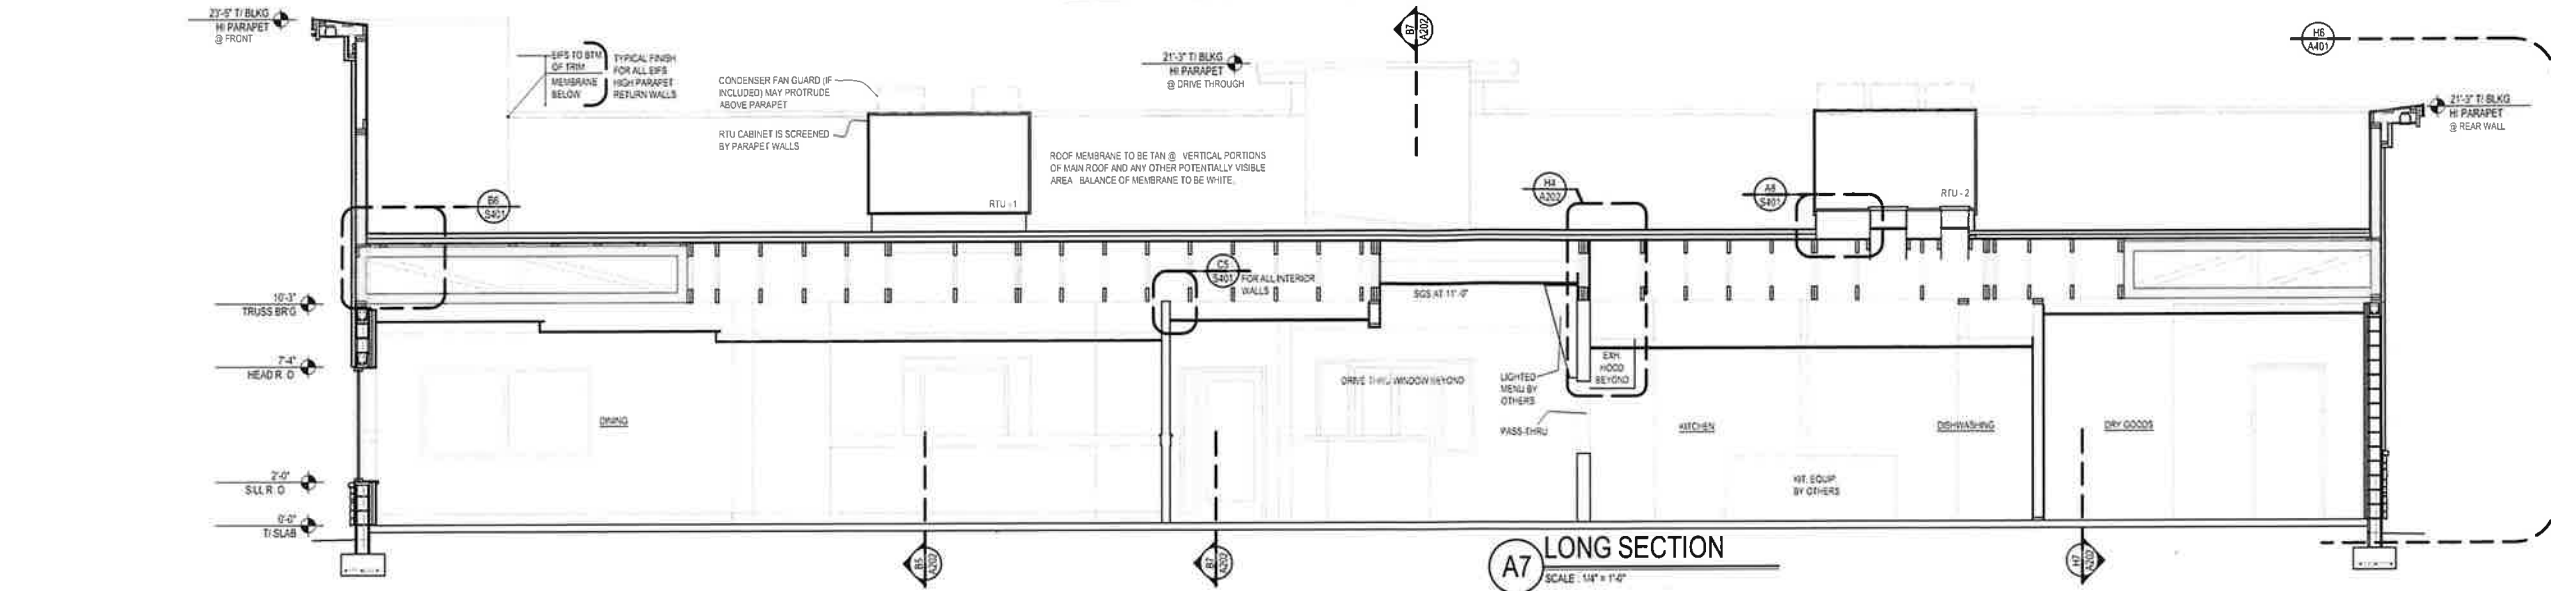 23'-5" T/ BLKG
HI PARAPET
@ FRONT
EIFS TO BTM
OF TRIM
MEMBRANE
BELOW
TYPICAL FINISH
FOR ALL EIFS
HIGH PARAPET
RETURN WALLS
CONDENSER FAN GUARD (IF
INCLUDED) MAY PROTRUDE
ABOVE PARAPET
RTU CABINET IS SCREENED
BY PARAPET WALLS
ROOF MEMBRANE TO BE TAN @ VERTICAL PORTIONS
OF MAIN ROOF AND ANY OTHER POTENTIALLY VISIBLE
AREA BALANCE OF MEMBRANE TO BE WHITE.
21'-3" T/ BLKG
HI PARAPET
@ DRIVE THROUGH
B7
A202
H6
A401
21'-3" T/ BLKG
HI PARAPET
@ REAR WALL
RTU -1
RTU - 2
B6
S401
H4
A202
A8
S401
C5
S401
FOR ALL INTERIOR
WALLS
SGS AT 11'-0"
10'-3"
TRUSS BRG
7'-4"
HEAD R O
2'-0"
SILL R O
0'-0"
T/ SLAB
DINING
DRIVE THRU WINDOW BEYOND
LIGHTED
MENU BY
OTHERS
PASS-THRU
EXH.
HOOD
BEYOND
KITCHEN
DISHWASHING
DRY GOODS
KIT. EQUIP.
BY OTHERS
B5
A202
B7
A202
H7
A202
A7
LONG SECTION
SCALE : 1/4" = 1'-0"